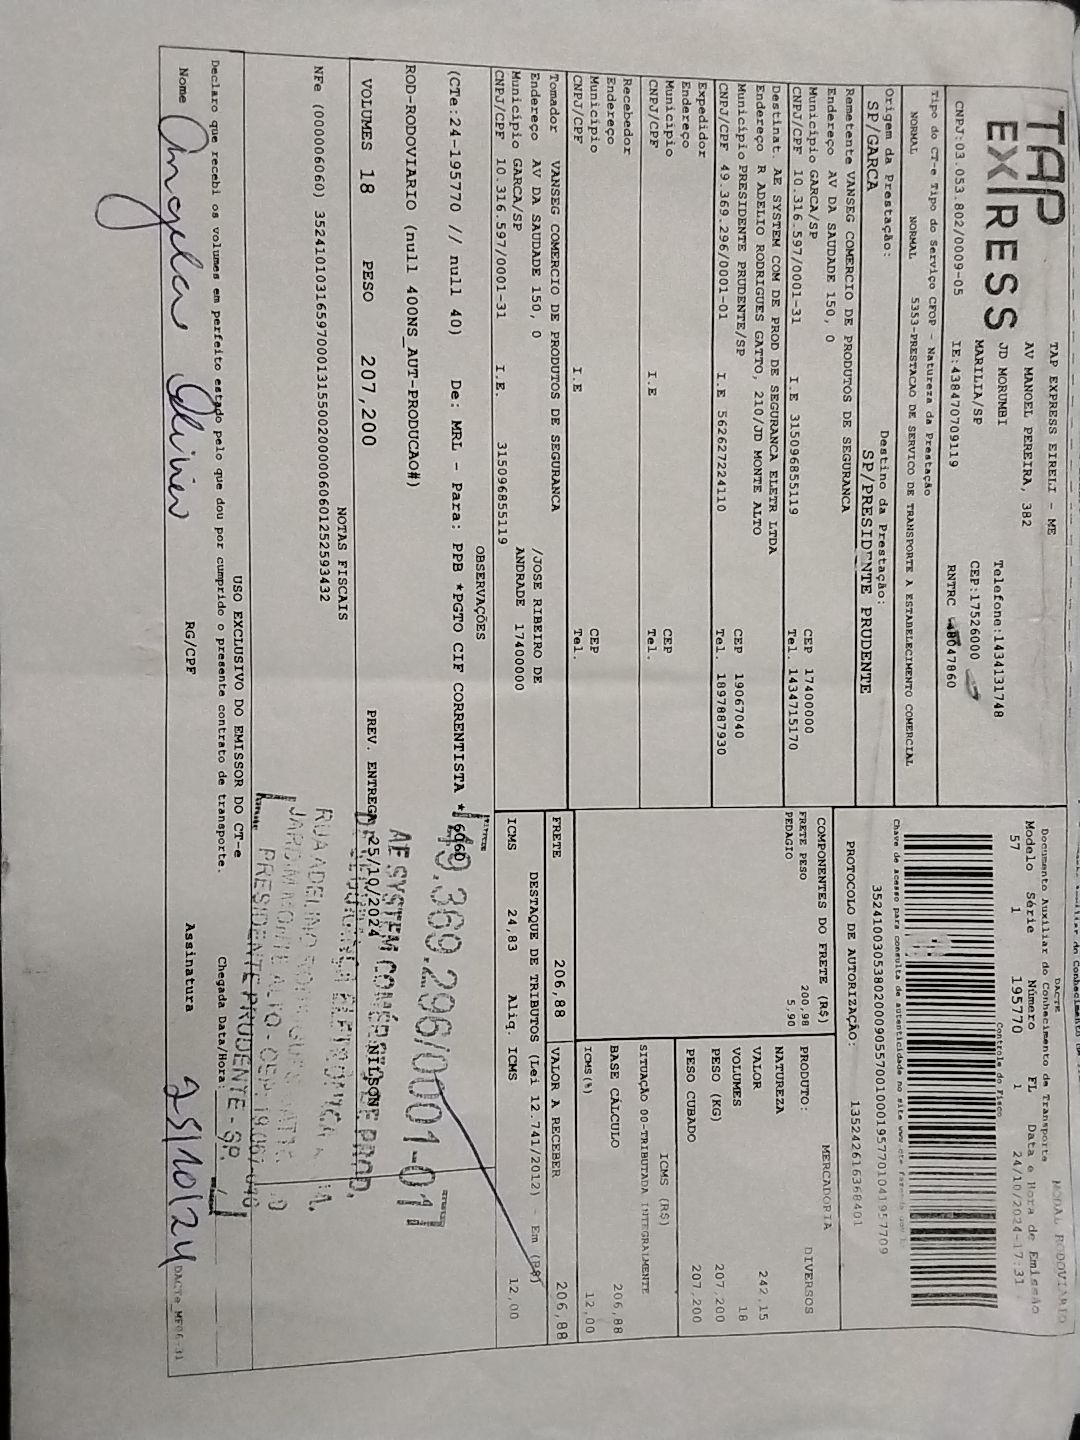 TAP
EXPRESS
TAP EXPRESS EIRELI - ME
AV MANOEL PEREIRA, 382
JD MORUMBI
MARILIA/SP
Telefone:1434131748
CEP:17526000
CNPJ:03.053.802/0009-05
IE:438470709119
RNTRC
Tipo do CT-e Tipo do Serviço CFOP - Natureza da Prestação
NORMAL NORMAL 5353-PRESTACAO DE SERVICO DE TRANSPORTE A ESTABELECIMENTO COMERCIAL
Origem da Prestação: Destino da Prestação:
SP/GARCA SP/PRESIDENTE PRUDENTE
Remetente VANSEG COMERCIO DE PRODUTOS DE SEGURANCA
Endereço AV DA SAUDADE 150, 0
Município GARCA/SP CEP 17400000
CNPJ/CPF 10.316.597/0001-31 I.E 315096855119 Tel. 1434715170
Destinat. AE SYSTEM COM DE PROD DE SEGURANCA ELETR LTDA
Endereço R ADELIO RODRIGUES GATTO, 210/JD MONTE ALTO
Município PRESIDENTE PRUDENTE/SP CEP 19067040
CNPJ/CPF 49.369.296/0001-01 I.E 562627224110 Tel. 1897887930
Expedidor
Endereço
Município CEP
CNPJ/CPF I.E Tel.
Recebedor
Endereço
Município CEP
CNPJ/CPF I.E Tel.
Tomador VANSEG COMERCIO DE PRODUTOS DE SEGURANCA
Endereço AV DA SAUDADE 150, 0 /JOSE RIBEIRO DE
Município GARCA/SP ANDRADE 17400000
CNPJ/CPF 10.316.597/0001-31 I.E. 315096855119
DACTE
MODAL RODOVIARIO
Documento Auxiliar do Conhecimento de Transporte
Modelo Série Número FL Data e Hora de Emissão
57 1 195770 1 24/10/2024-17:31
Controle do Fisco
35241003053802000905570010001957701041957709
Chave de acesso para consulta de autenticidade no site
PROTOCOLO DE AUTORIZAÇÃO: 135242616368401
COMPONENTES DO FRETE (R$)
FRETE PESO 200,98
PEDAGIO 5,90
MERCADORIA
PRODUTO: DIVERSOS
NATUREZA
VALOR 242,15
VOLUMES 18
PESO (KG) 207,200
PESO CUBADO 207,200
ICMS (R$)
SITUAÇÃO 00-TRIBUTADA INTEGRALMENTE
BASE CÁLCULO 206,88
ICMS(%) 12,00
FRETE 206,88 VALOR A RECEBER 206,88
DESTAQUE DE TRIBUTOS (Lei 12.741/2012) - Em (R$)
ICMS 24,83 Aliq. ICMS 12,00
OBSERVAÇÕES
(CTe:24-195770 // null 40) De: MRL - Para: PPB *PGTO CIF CORRENTISTA * 6060
ROD-RODOVIARIO (null 400NS_AUT-PRODUCAO#)
VOLUMES 18 PESO 207,200 PREV. ENTREGA 25/10/2024 NILSON
49.369.296/0001-01
AE SYSTEM COMÉRCIO DE PROD.
DE SEGURANÇA ELETRONICA
JARDIM MONTE ALTO - CEP 19.067-040
PRESIDENTE PRUDENTE - SP.
NOTAS FISCAIS
NFe (000006060) 35241010316597000131550020000060601252593432
USO EXCLUSIVO DO EMISSOR DO CT-e
Declaro que recebi os volumes em perfeito estado pelo que dou por cumprido o presente contrato de transporte. Chegada Data/Hora:
Nome RG/CPF Assinatura 25/10/24